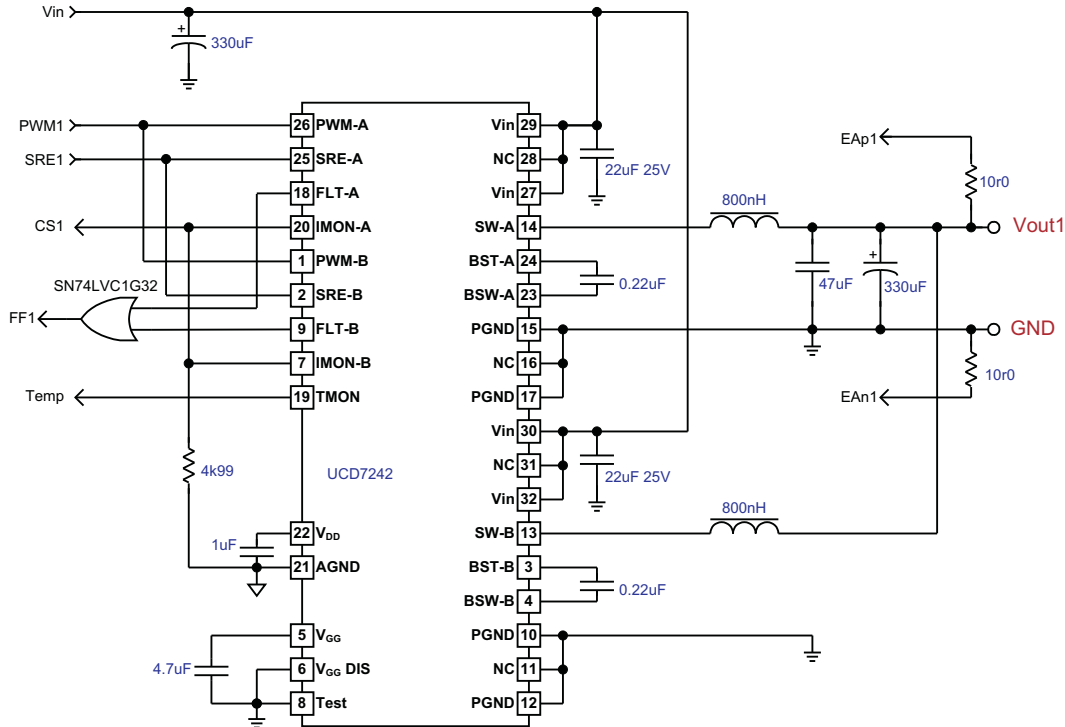 Vin
330uF
PWM1
26 PWM-A
Vin 29
EAp1
SRE1
25 SRE-A
NC 28
22uF 25V
10r0
18 FLT-A
Vin 27
800nH
CS1
20 IMON-A
SW-A 14
Vout1
1 PWM-B
BST-A 24
SN74LVC1G32
0.22uF
47uF
330uF
2 SRE-B
BSW-A 23
FF1
9 FLT-B
PGND 15
GND
7 IMON-B
NC 16
10r0
Temp
19 TMON
PGND 17
EAn1
Vin 30
4k99
UCD7242
NC 31
22uF 25V
Vin 32
800nH
22 VDD
SW-B 13
1uF
21 AGND
BST-B 3
0.22uF
BSW-B 4
5 VGG
PGND 10
4.7uF
6 VGG DIS
NC 11
8 Test
PGND 12